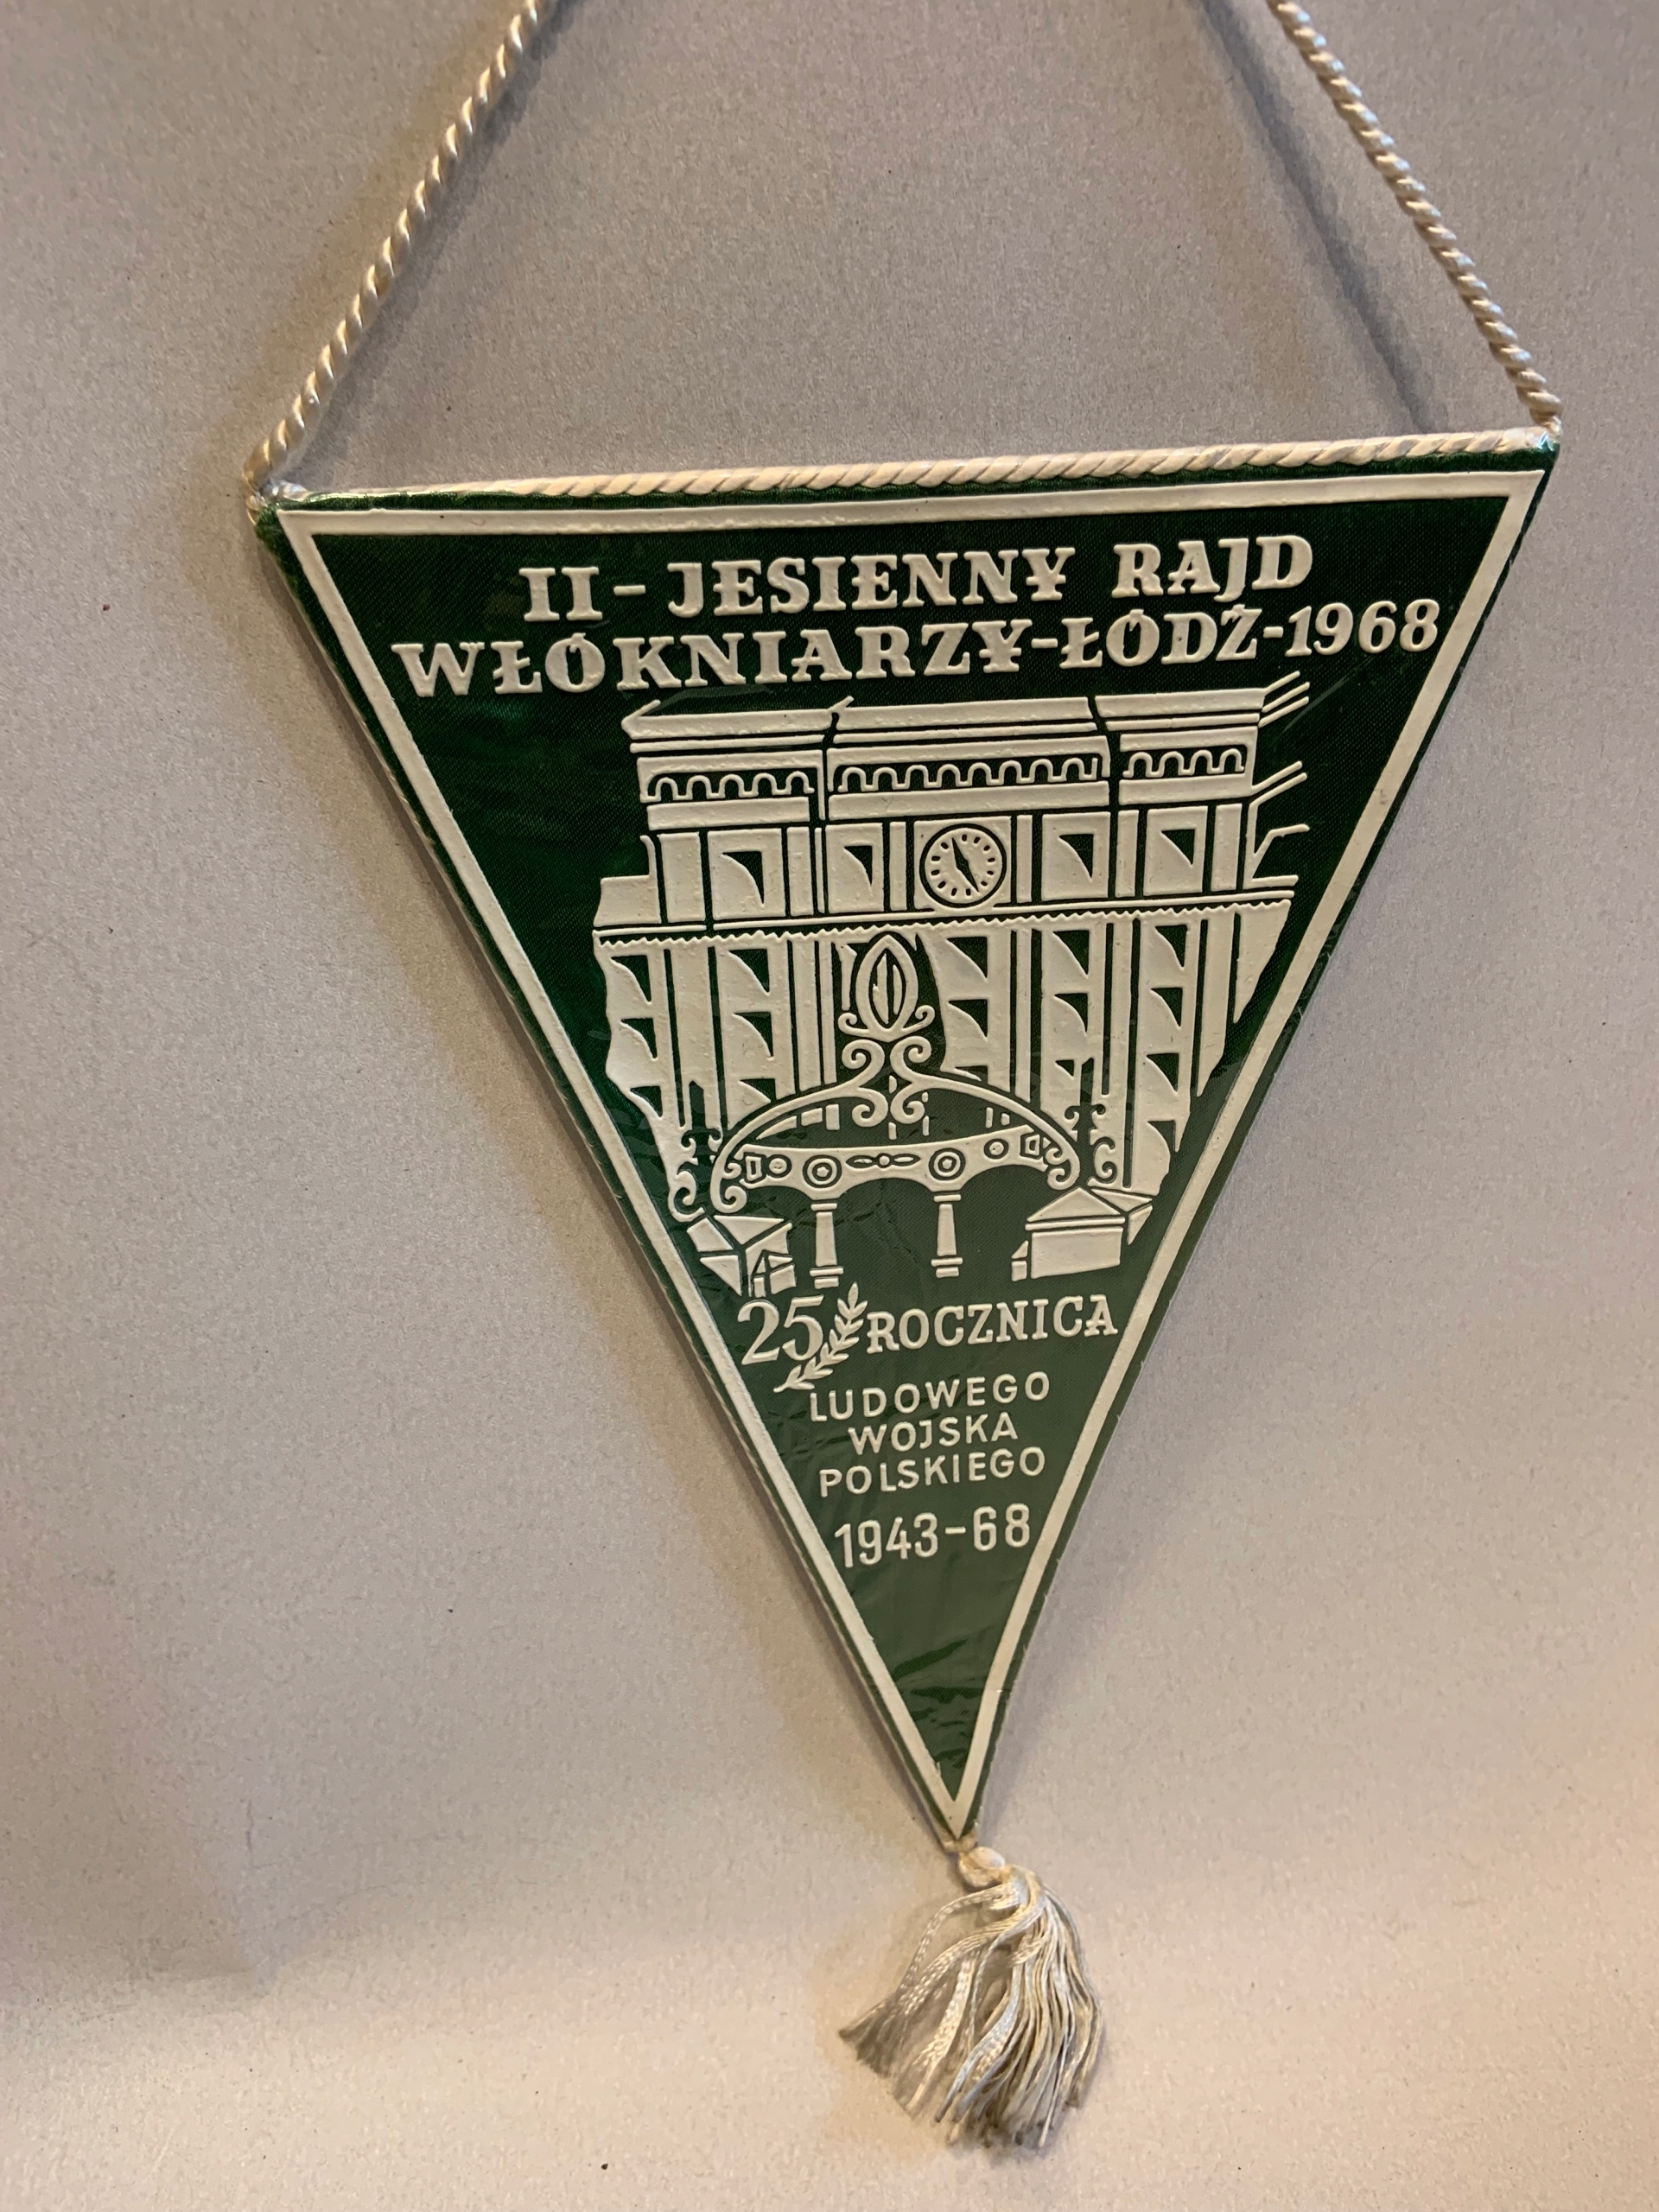 II-JESIENNY RAJD
WŁÓKNIARZY-ŁÓDŹ-1968
25 ROCZNICA
LUDOWEGO
WOJSKA
POLSKIEGO
1943-68